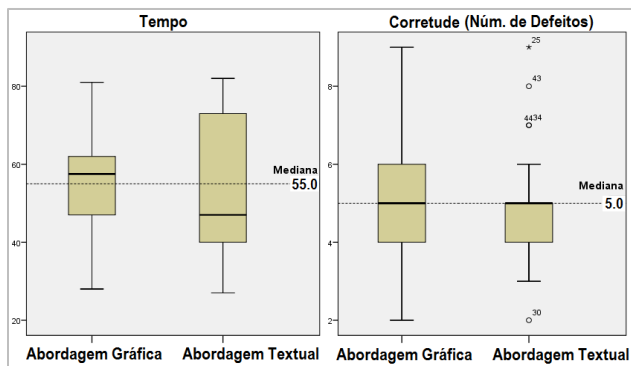 Tempo
80
60
40
20
Mediana
55.0
Abordagem Gráfica
Abordagem Textual
Corretude (Núm. de Defeitos)
8
6
4
2
25
43
4434
30
Mediana
5.0
Abordagem Gráfica
Abordagem Textual